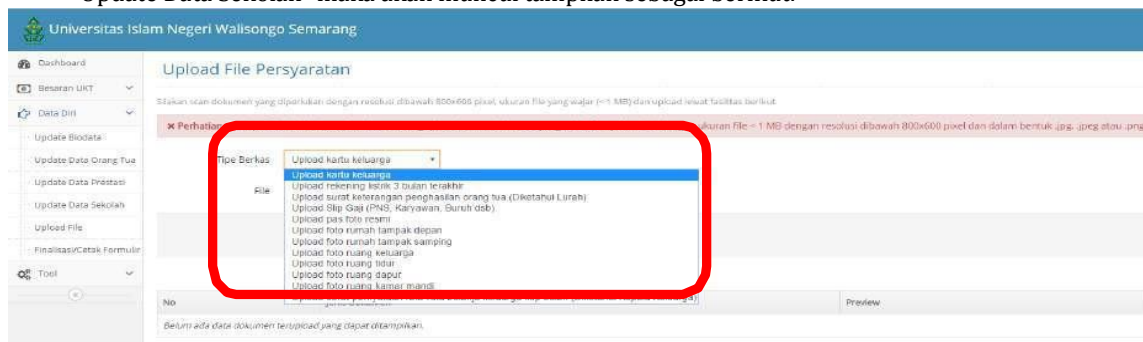 "Update Data Sekolah" maka akan muncul tampilan sebagai berikut:
Universitas Islam Negeri Walisongo Semarang
Dashboard
Besaran UKT
Data Diri
Update Biodata
Update Data Orang Tua
Update Data Prestasi
Update Data Sekolah
Upload File
Finalisasi/Cetak Formulir
Tool
Upload File Persyaratan
Silakan scan dokumen yang diperlukan dengan resolusi dibawah 800x600 pixel, ukuran file yang wajar (<1 MB) dan upload lewat fasilitas berikut
Perhatian ukuran file < 1 MB dengan resolusi dibawah 800x600 pixel dan dalam bentuk .jpg, .jpeg atau .png
Tipe Berkas
Upload kartu keluarga
File
Upload kartu keluarga
Upload rekening listrik 3 bulan terakhir
Upload surat keterangan penghasilan orang tua (Diketahui Lurah)
Upload Slip Gaji (PNS, Karyawan, Buruh dsb).
Upload pas foto resmi
Upload foto rumah tampak depan
Upload foto rumah tampak samping
Upload foto ruang keluarga
Upload foto ruang tidur
Upload foto ruang dapur
Upload foto ruang kamar mandi
No
Preview
Belum ada data dokumen terupload yang dapat ditampilkan.